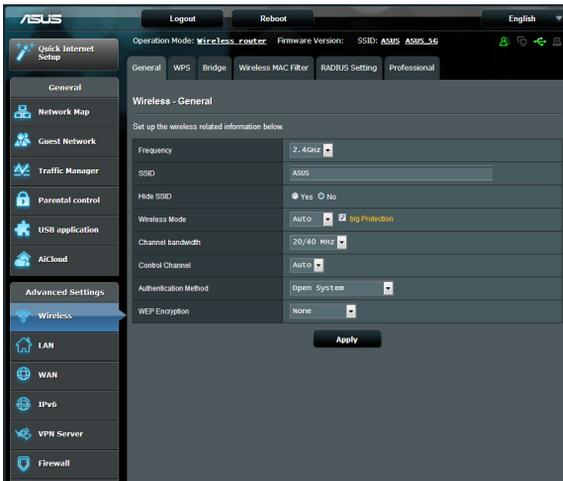 ASUS
Logout
Reboot
English
Quick Internet Setup
Operation Mode: Wireless router Firmware Version: SSID: ASUS ASUS_5G
General
WPS
Bridge
Wireless MAC Filter
RADIUS Setting
Professional
General
Network Map
Guest Network
Traffic Manager
Parental control
USB application
AiCloud
Advanced Settings
Wireless
LAN
WAN
IPv6
VPN Server
Firewall
Wireless - General
Set up the wireless related information below.
Frequency 2.4GHz
SSID ASUS
Hide SSID Yes No
Wireless Mode Auto b/g Protection
Channel bandwidth 20/40 MHz
Control Channel Auto
Authentication Method Open System
WEP Encryption None
Apply